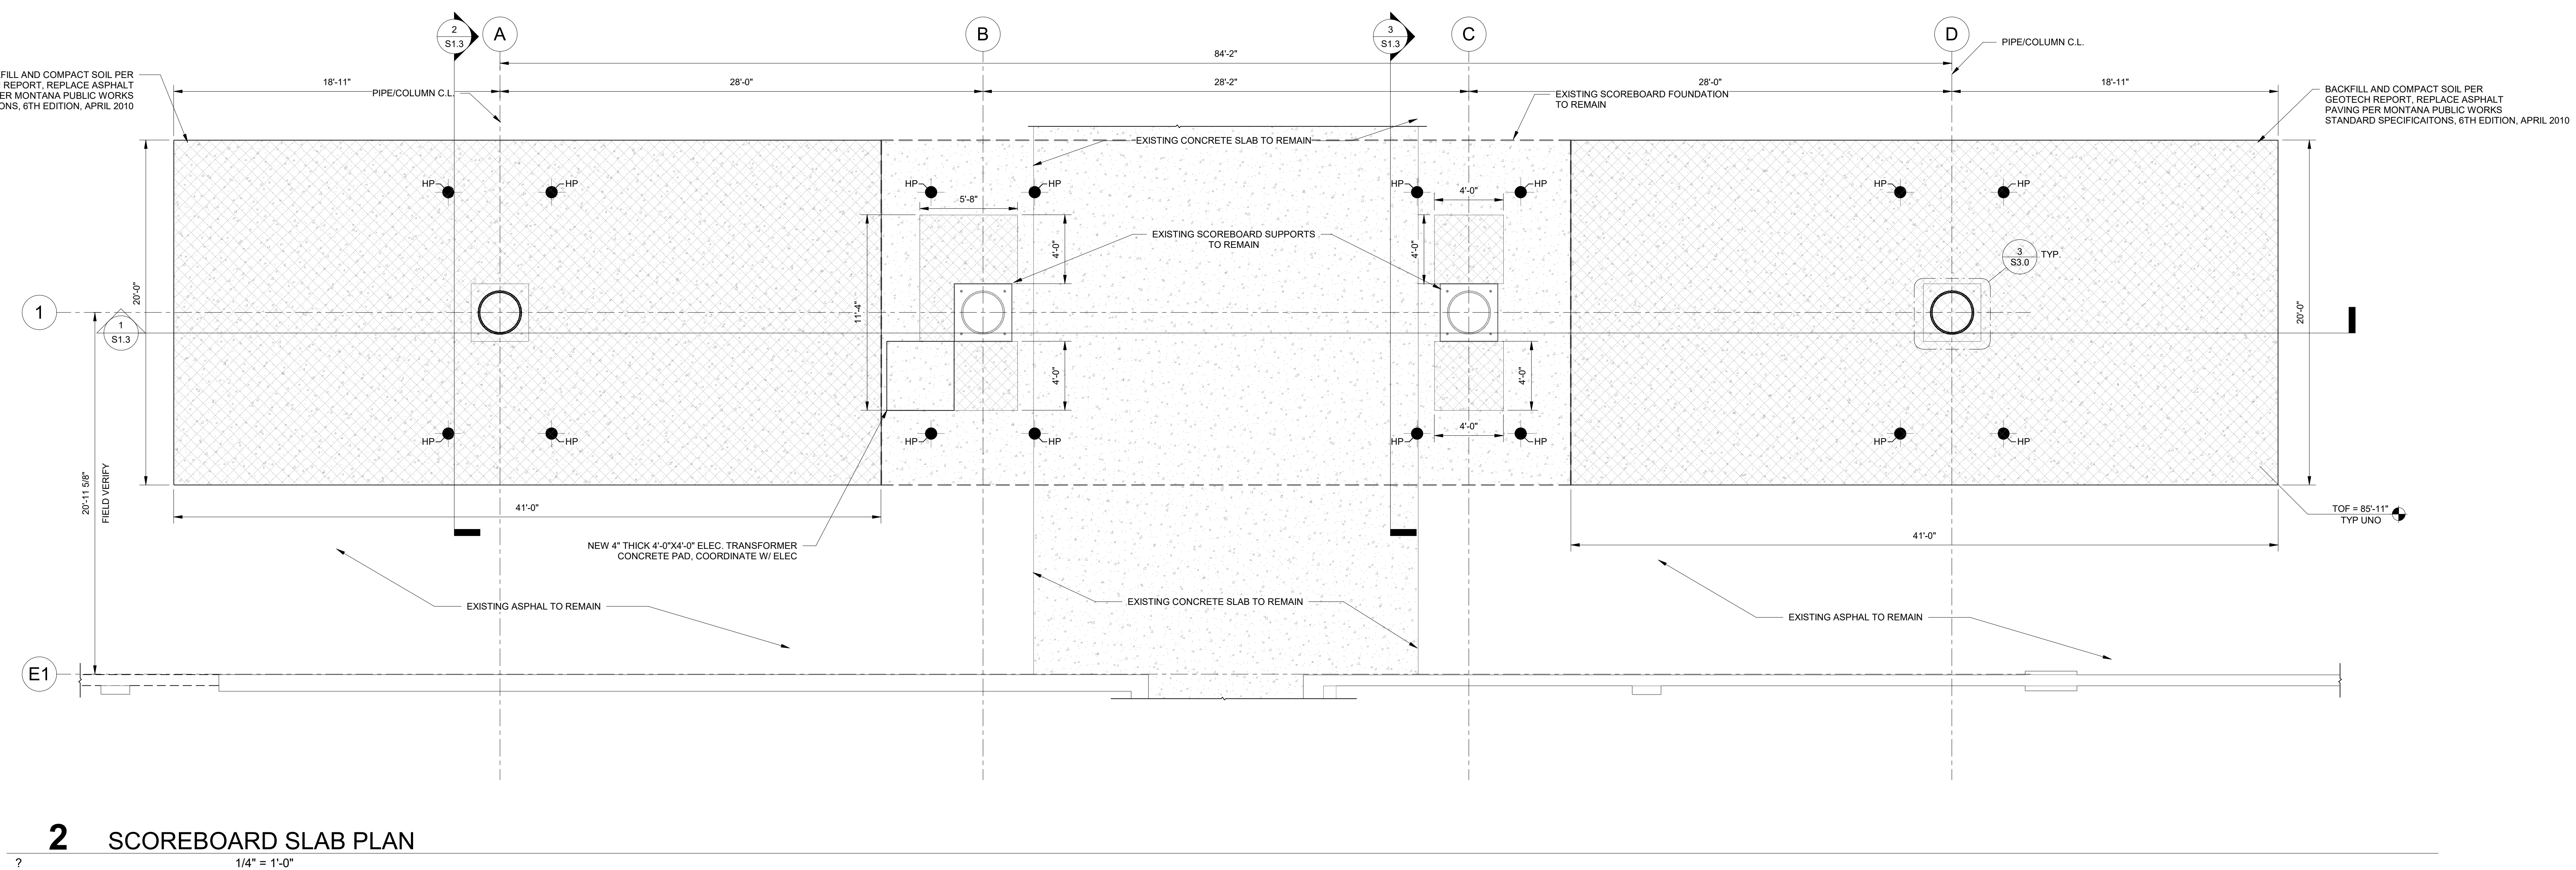 2
S1.3
A
B
3
S1.3
C
D
PIPE/COLUMN C.L.
84'-2"
FILL AND COMPACT SOIL PER
REPORT, REPLACE ASPHALT
ER MONTANA PUBLIC WORKS
ONS, 6TH EDITION, APRIL 2010
18'-11"
28'-0"
28'-2"
28'-0"
18'-11"
PIPE/COLUMN C.L.
EXISTING SCOREBOARD FOUNDATION
TO REMAIN
BACKFILL AND COMPACT SOIL PER
GEOTECH REPORT, REPLACE ASPHALT
PAVING PER MONTANA PUBLIC WORKS
STANDARD SPECIFICAITONS, 6TH EDITION, APRIL 2010
EXISTING CONCRETE SLAB TO REMAIN
HP
HP
HP
HP
HP
HP
HP
HP
5'-8"
4'-0"
4'-0"
4'-0"
EXISTING SCOREBOARD SUPPORTS
TO REMAIN
3
S3.0
TYP.
20'-0"
11'-4"
20'-0"
1
1
S1.3
4'-0"
4'-0"
4'-0"
HP
HP
HP
HP
HP
HP
HP
HP
20'-11 5/8"
FIELD VERIFY
41'-0"
TOF = 85'-11"
TYP UNO
41'-0"
NEW 4" THICK 4'-0"X4'-0" ELEC. TRANSFORMER
CONCRETE PAD, COORDINATE W/ ELEC
EXISTING ASPHAL TO REMAIN
EXISTING CONCRETE SLAB TO REMAIN
EXISTING ASPHAL TO REMAIN
E1
2 SCOREBOARD SLAB PLAN
? 1/4" = 1'-0"